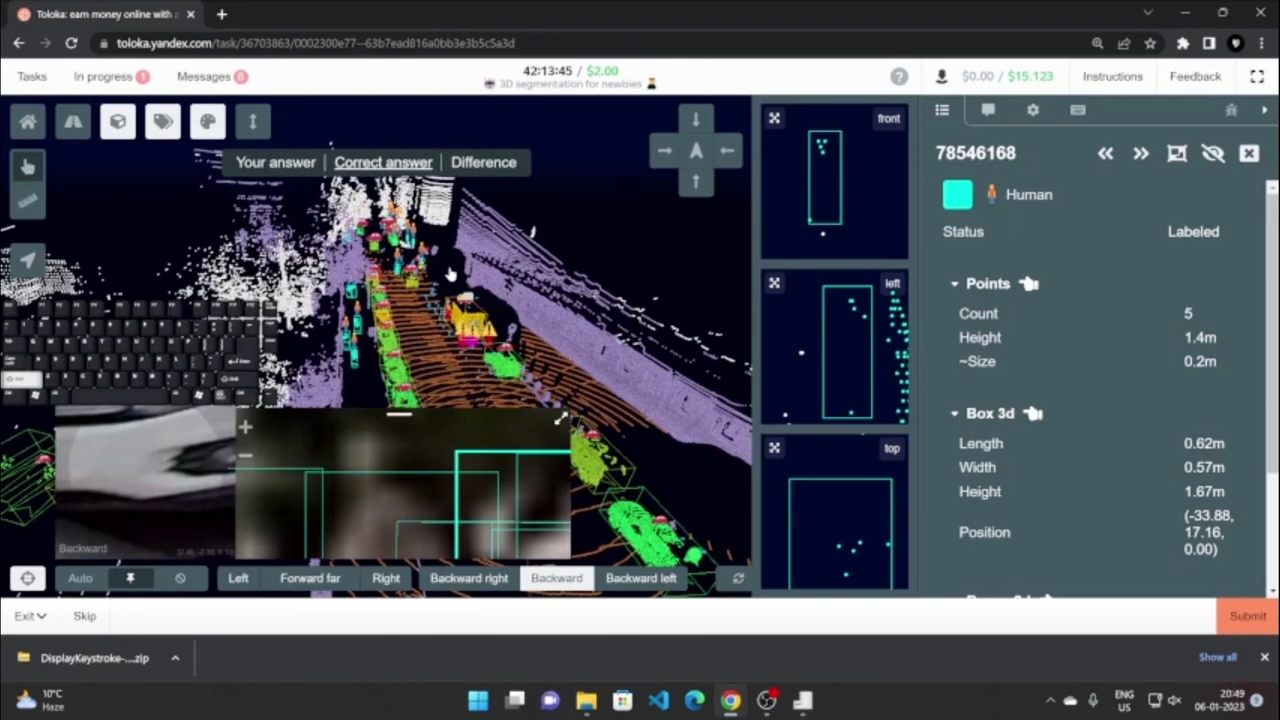 Toloka: earn money online with
toloka.yandex.com/task/36703863/0002300e77--63b7ead816a0bb3e3b5c5a3d
Tasks
In progress 1
Messages 6
42:13:45 / $2.00
3D segmentation for newbies
$0.00 / $15.123
Instructions
Feedback
Your answer | Correct answer | Difference
front
left
top
78546168
Human
Status Labeled
Points
Count 5
Height 1.4m
~Size 0.2m
Box 3d
Length 0.62m
Width 0.57m
Height 1.67m
Position (-33.88,
17.16,
0.00)
Backward
Auto
Left
Forward far
Right
Backward right
Backward
Backward left
Exit
Skip
Submit
DisplayKeystroke-....zip
Show all
10°C
Haze
ENG
US
20:49
06-01-2023